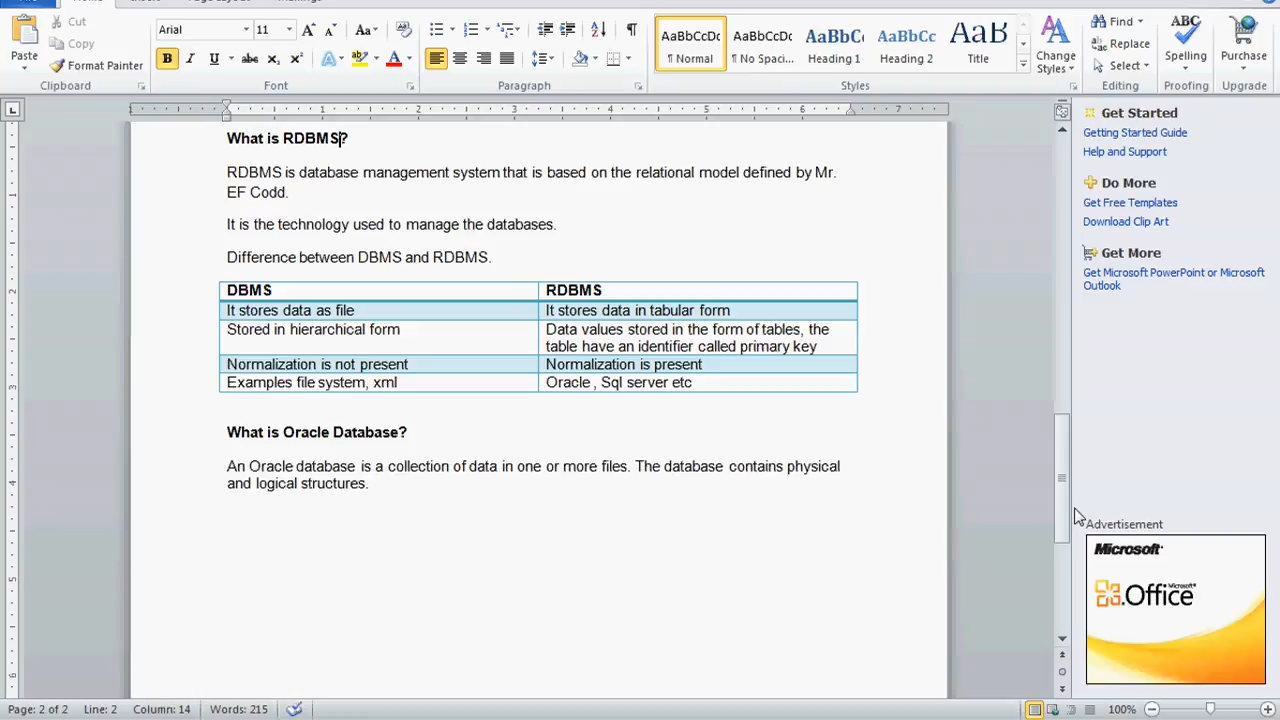 Cut
Copy
Format Painter
Paste
Clipboard
Arial
11
Font
Paragraph
AaBbCcDc AaBbCcDc AaBbC AaBbCc AaB
¶ Normal ¶ No Spaci... Heading 1 Heading 2 Title
Styles
Change
Styles
Find
Replace
Select
Editing
ABC
Spelling
Proofing
Purchase
Upgrade
1 2 3 4 5 6 7
What is RDBMS?
RDBMS is database management system that is based on the relational model defined by Mr.
EF Codd.
It is the technology used to manage the databases.
Difference between DBMS and RDBMS.
DBMS RDBMS
It stores data as file It stores data in tabular form
Stored in hierarchical form Data values stored in the form of tables, the
table have an identifier called primary key
Normalization is not present Normalization is present
Examples file system, xml Oracle , Sql server etc
What is Oracle Database?
An Oracle database is a collection of data in one or more files. The database contains physical
and logical structures.
Get Started
Getting Started Guide
Help and Support
Do More
Get Free Templates
Download Clip Art
Get More
Get Microsoft PowerPoint or Microsoft
Outlook
Advertisement
Microsoft
Microsoft
Office
Page: 2 of 2 Line: 2 Column: 14 Words: 215 100%